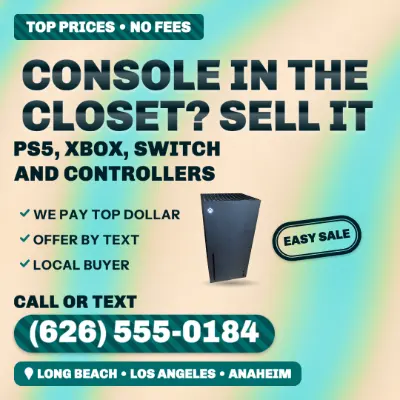 TOP PRICES • NO FEES
CONSOLE IN THE
CLOSET? SELL IT
PS5, XBOX, SWITCH
AND CONTROLLERS
WE PAY TOP DOLLAR
OFFER BY TEXT
LOCAL BUYER
EASY SALE
CALL OR TEXT
(626) 555-0184
LONG BEACH • LOS ANGELES • ANAHEIM